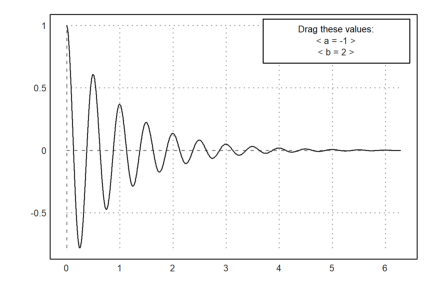 Drag these values:
< a = -1 >
< b = 2 >
1
0.5
0
-0.5
0 1 2 3 4 5 6